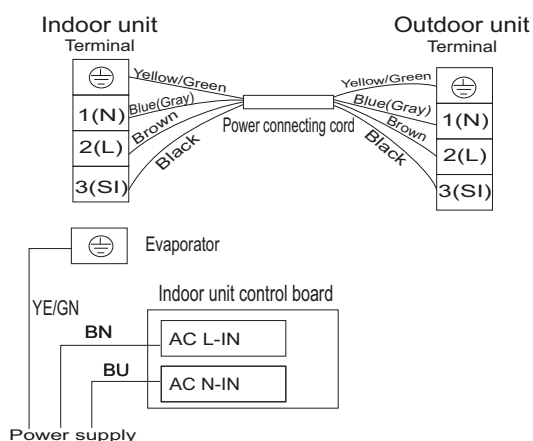 Indoor unit
Terminal
Outdoor unit
Terminal
Yellow/Green
1(N)
Blue(Gray)
2(L)
Brown
3(SI)
Black
Power connecting cord
Yellow/Green
Blue(Gray)
1(N)
Brown
2(L)
Black
3(SI)
Evaporator
YE/GN
Indoor unit control board
BN
AC L-IN
BU
AC N-IN
Power supply